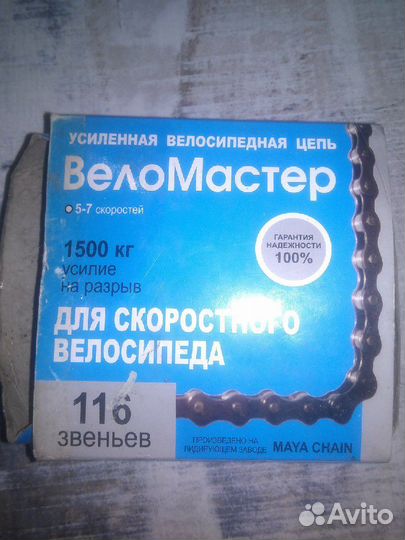 УСИЛЕННАЯ ВЕЛОСИПЕДНАЯ ЦЕПЬ
ВелоМастер
5-7 скоростей
ГАРАНТИЯ
НАДЕЖНОСТИ
100%
1500 кг
усилие
на разрыв
ДЛЯ СКОРОСТНОГО
ВЕЛОСИПЕДА
116
звеньев
ПРОИЗВЕДЕНО НА
ЛИДИРУЮЩЕМ ЗАВОДЕ MAYA CHAIN
Avito